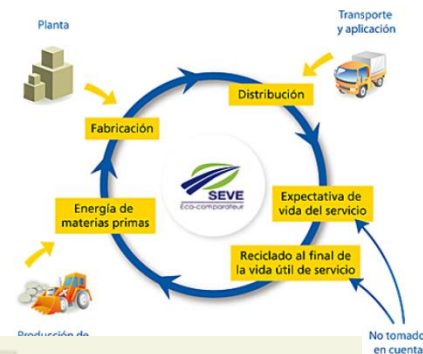 Planta
Transporte
y aplicación
Distribución
Fabricación
SEVE
Eco-comparateur
Energía de
materias primas
Expectativa de
vida del servicio
Reciclado al final de
la vida útil de servicio
Producción de
No tomado
en cuenta